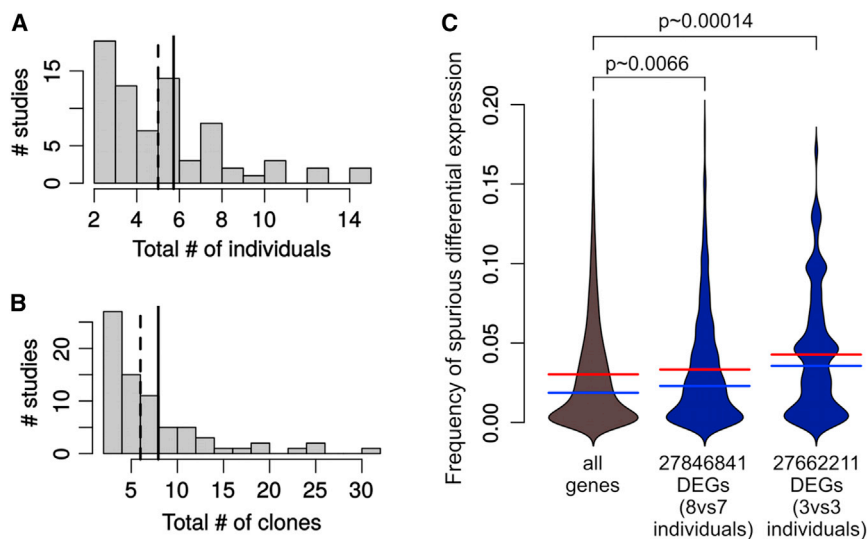 A
# studies
15
5
0
2 4 6 8 10 14
Total # of individuals
B
# studies
20
10
0
5 10 15 20 25 30
Total # of clones
C
p~0.00014
p~0.0066
Frequency of spurious differential expression
0.20
0.15
0.10
0.05
0.00
all
genes
27846841
DEGs
(8vs7
individuals)
27662211
DEGs
(3vs3
individuals)